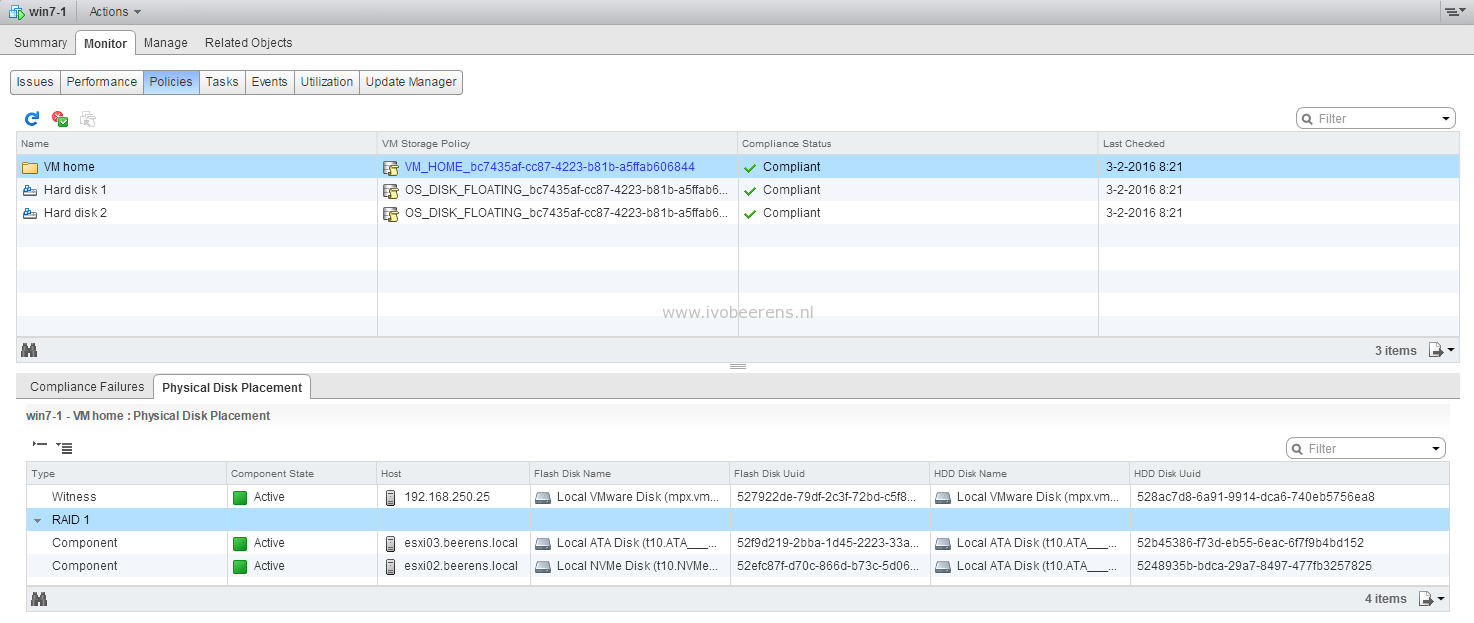 win7-1 Actions
Summary Monitor Manage Related Objects
Issues Performance Policies Tasks Events Utilization Update Manager
Filter
Name VM Storage Policy Compliance Status Last Checked
VM home VM_HOME_bc7435af-cc87-4223-b81b-a5ffab606844 Compliant 3-2-2016 8:21
Hard disk 1 OS_DISK_FLOATING_bc7435af-cc87-4223-b81b-a5ffab6... Compliant 3-2-2016 8:21
Hard disk 2 OS_DISK_FLOATING_bc7435af-cc87-4223-b81b-a5ffab6... Compliant 3-2-2016 8:21
www.ivobeerens.nl
3 items
Compliance Failures Physical Disk Placement
win7-1 - VM home : Physical Disk Placement
Filter
Type Component State Host Flash Disk Name Flash Disk Uuid HDD Disk Name HDD Disk Uuid
Witness Active 192.168.250.25 Local VMware Disk (mpx.vm... 527922de-79df-2c3f-72bd-c5f8... Local VMware Disk (mpx.vm... 528ac7d8-6a91-9914-dca6-740eb5756ea8
RAID 1
Component Active esxi03.beerens.local Local ATA Disk (t10.ATA___... 52f9d219-2bba-1d45-2223-33a... Local ATA Disk (t10.ATA___... 52b45386-f73d-eb55-6eac-6f7f9b4bd152
Component Active esxi02.beerens.local Local NVMe Disk (t10.NVMe... 52efc87f-d70c-866d-b73c-5d06... Local ATA Disk (t10.ATA___... 5248935b-bdca-29a7-8497-477fb3257825
4 items